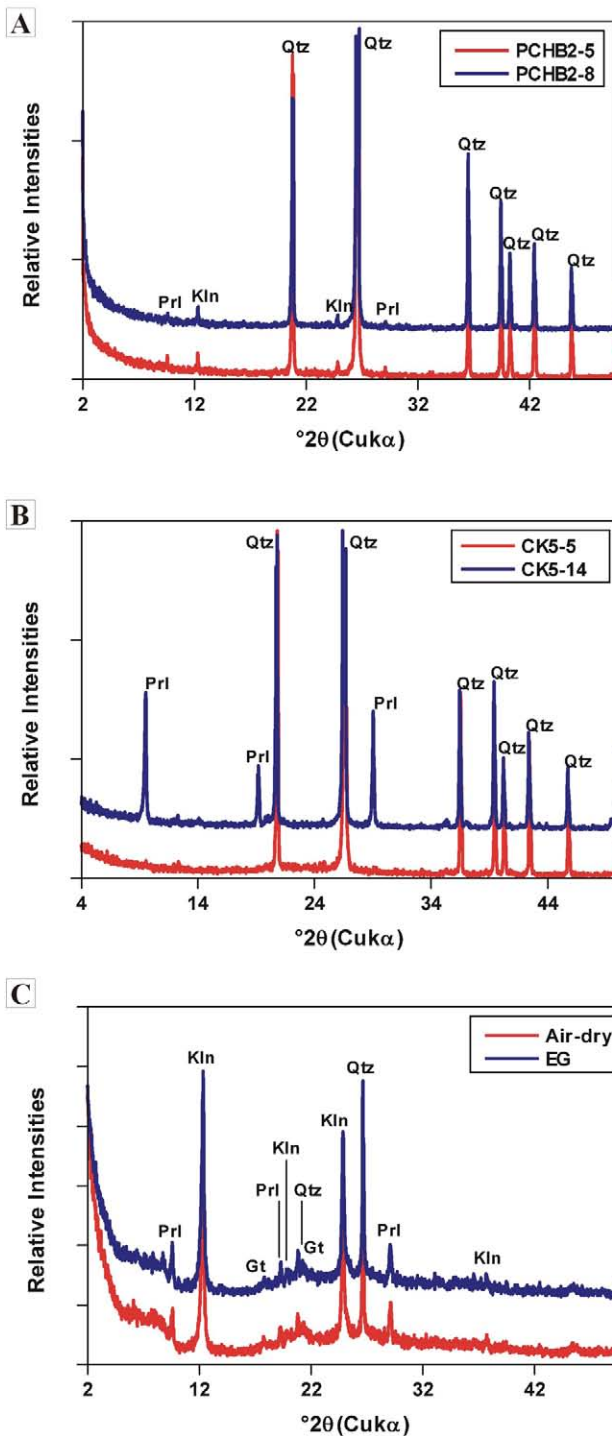 A
Relative Intensities
PCHB2-5
PCHB2-8
Qtz
Qtz
Qtz
Qtz
Qtz
Qtz
Qtz
Prl
Kln
Kln
Prl
2
12
22
32
42
°2θ(Cukα)
B
Relative Intensities
CK5-5
CK5-14
Qtz
Qtz
Prl
Prl
Prl
Qtz
Qtz
Qtz
Qtz
Qtz
4
14
24
34
44
°2θ(Cukα)
C
Relative Intensities
Air-dry
EG
Kln
Qtz
Kln
Kln
Prl
Qtz
Prl
Gt
Gt
Prl
Kln
2
12
22
32
42
°2θ(Cukα)